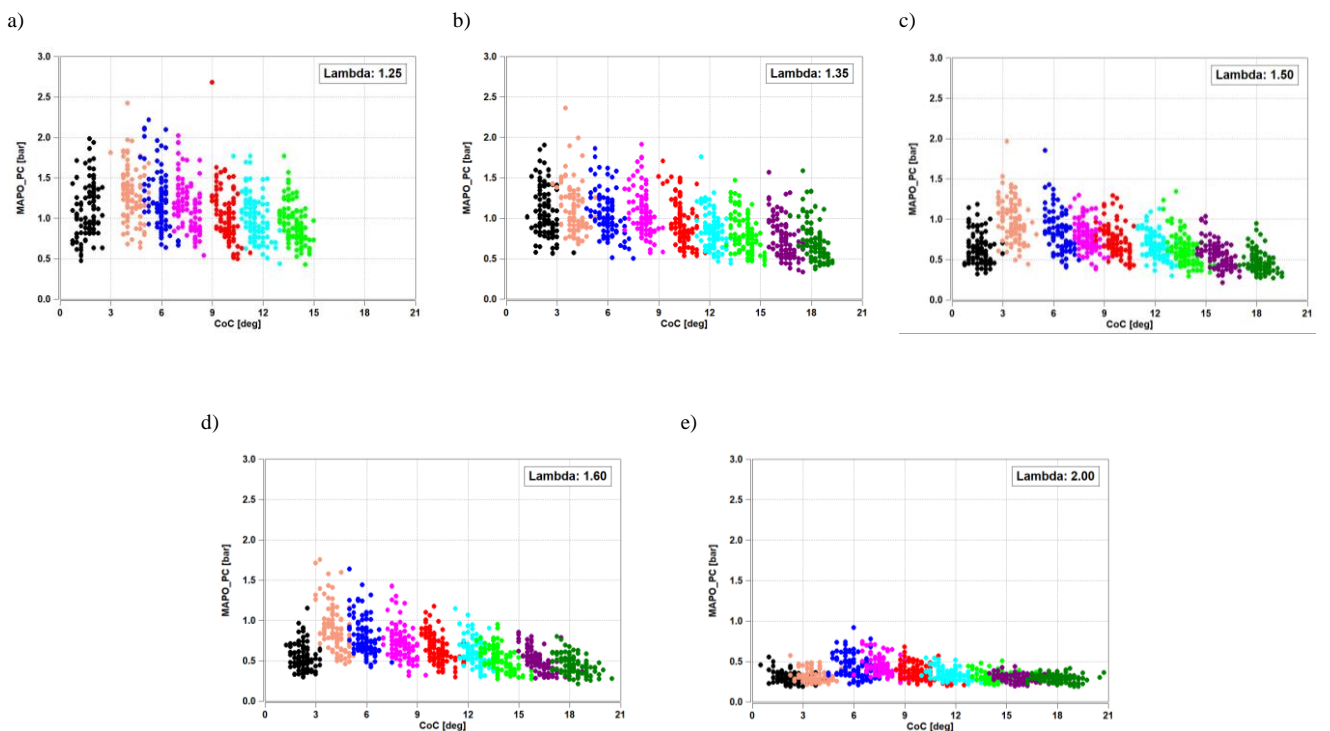 a)
b)
c)
Lambda: 1.25
MAPO_PC [bar]
3.0
2.5
2.0
1.5
1.0
0.5
0.0
0 3 6 9 12 15 18 21
CoC [deg]
Lambda: 1.35
MAPO_PC [bar]
3.0
2.5
2.0
1.5
1.0
0.5
0.0
0 3 6 9 12 15 18 21
CoC [deg]
Lambda: 1.50
MAPO_PC [bar]
3.0
2.5
2.0
1.5
1.0
0.5
0.0
0 3 6 9 12 15 18 21
CoC [deg]
d)
e)
Lambda: 1.60
MAPO_PC [bar]
3.0
2.5
2.0
1.5
1.0
0.5
0.0
0 3 6 9 12 15 18 21
CoC [deg]
Lambda: 2.00
MAPO_PC [bar]
3.0
2.5
2.0
1.5
1.0
0.5
0.0
0 3 6 9 12 15 18 21
CoC [deg]